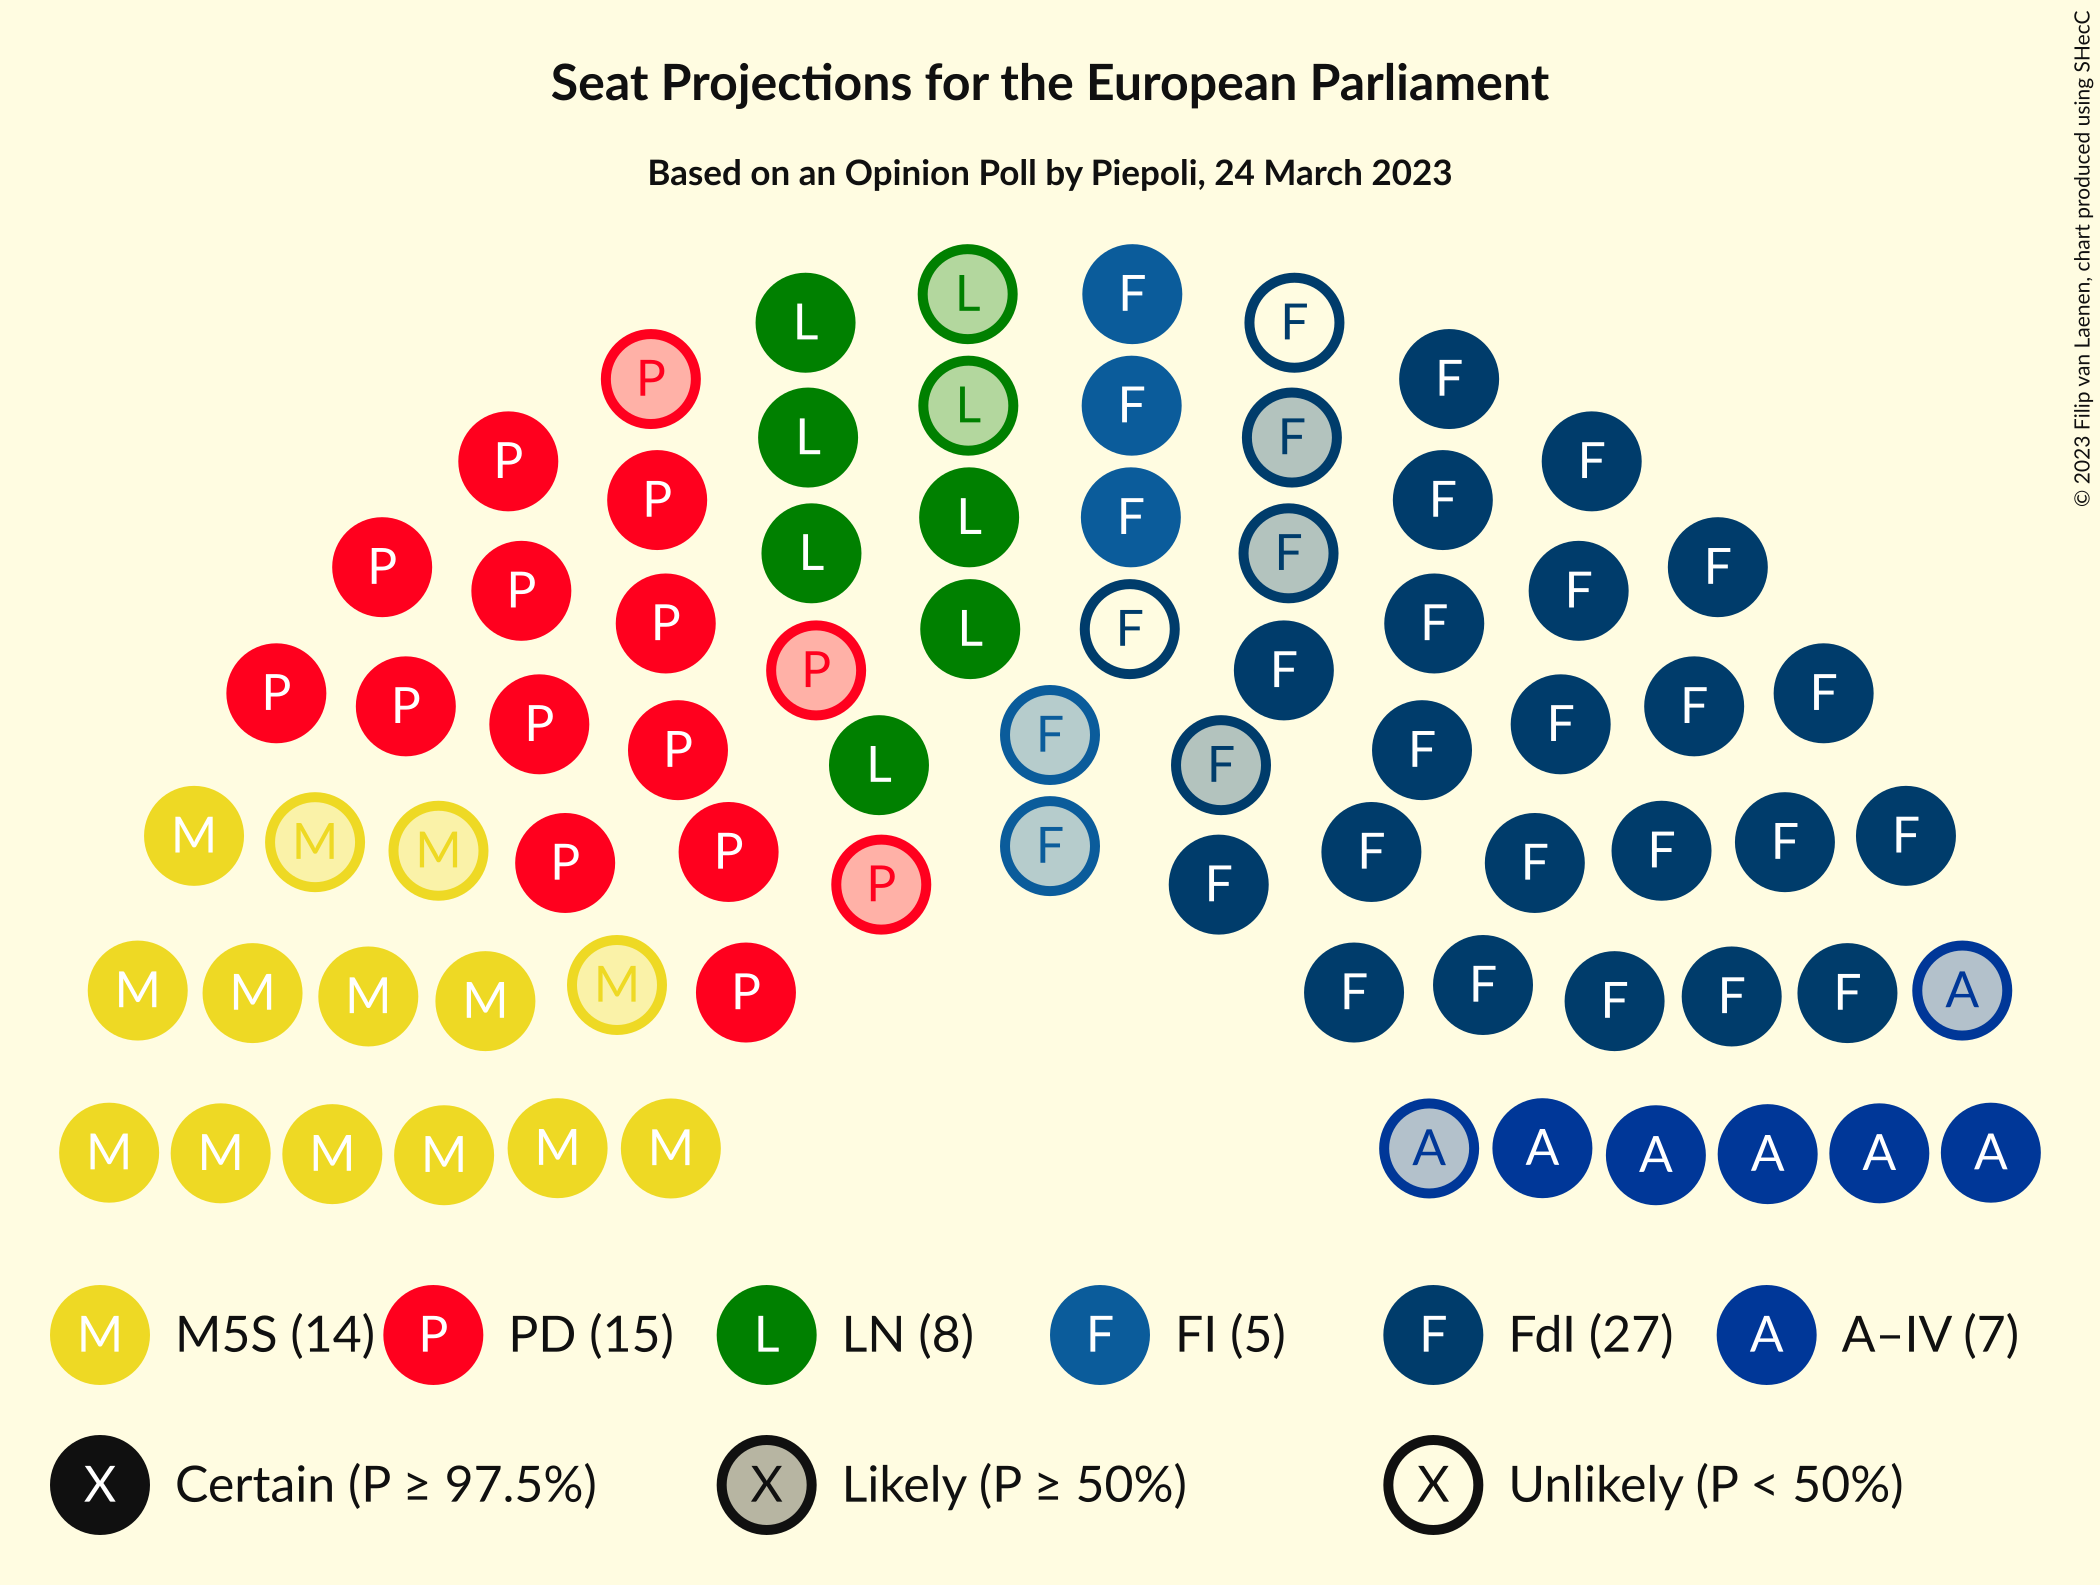 Seat Projections for the European Parliament
Based on an Opinion Poll by Piepoli, 24 March 2023
© 2023 Filip van Laenen, chart produced using SHecC
L F
L F
P F
L F
L F
P F
P F
L F
P F
L F
P F
P F
P F
L F
P F
L F
P F
P F
P F
P F
P F
F
P F
L F
M F
M F
F
M P F F
P F
P F
M A
M F
M F
M F
M F
P F
M M M M M M A A A A A A
M M5S (14) P PD (15) L LN (8) F FI (5) F FdI (27) A A–IV (7)
X Certain (P ≥ 97.5%) X Likely (P ≥ 50%) X Unlikely (P < 50%)